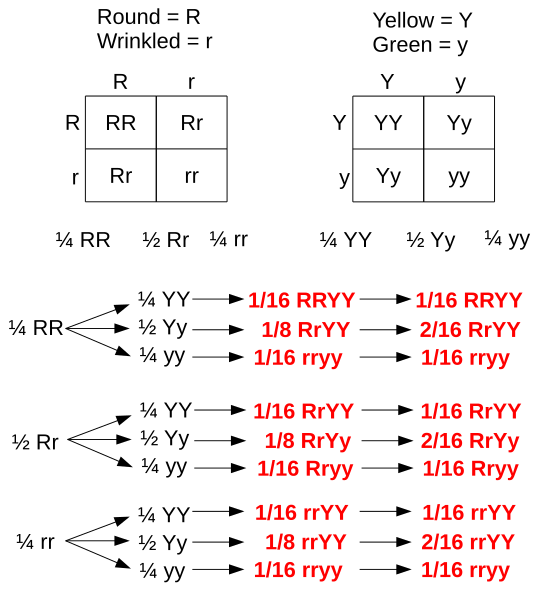 Round = R
Wrinkled = r
Yellow = Y
Green = y
R r
R RR Rr
r Rr rr
Y y
Y YY Yy
y Yy yy
¼ RR ½ Rr ¼ rr
¼ YY ½ Yy ¼ yy
¼ YY 1/16 RRYY 1/16 RRYY
¼ RR ½ Yy 1/8 RrYY 2/16 RrYY
¼ yy 1/16 rryy 1/16 rryy
¼ YY 1/16 RrYY 1/16 RrYY
½ Rr ½ Yy 1/8 RrYy 2/16 RrYy
¼ yy 1/16 Rryy 1/16 Rryy
¼ YY 1/16 rrYY 1/16 rrYY
¼ rr ½ Yy 1/8 rrYY 2/16 rrYY
¼ yy 1/16 rryy 1/16 rryy